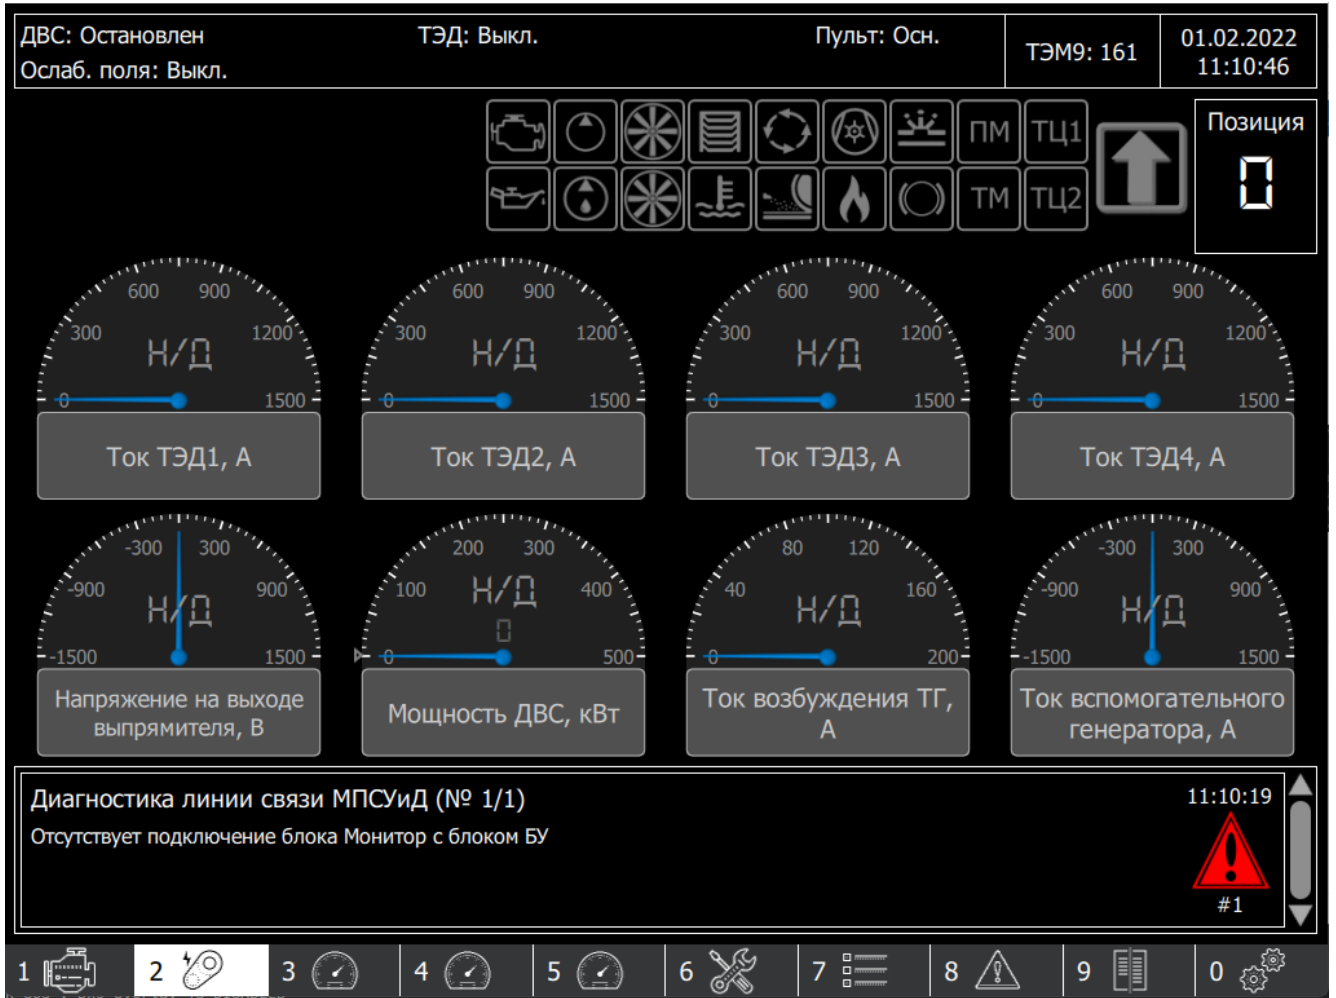 ДВС: Остановлен ТЭД: Выкл. Пульт: Осн.
Ослаб. поля: Выкл.
ТЭМ9: 161
01.02.2022
11:10:46
ПМ ТЦ1
ТМ ТЦ2
Позиция
0
600 900 600 900 600 900 600 900
300 1200 300 1200 300 1200 300 1200
Н/Д Н/Д Н/Д Н/Д
0 1500 0 1500 0 1500 0 1500
Ток ТЭД1, А Ток ТЭД2, А Ток ТЭД3, А Ток ТЭД4, А
-300 300 200 300 80 120 -300 300
-900 900 100 400 40 160 -900 900
Н/Д Н/Д Н/Д Н/Д
0
-1500 1500 0 500 0 200 -1500 1500
Напряжение на выходе
выпрямителя, В
Мощность ДВС, кВт
Ток возбуждения ТГ,
А
Ток вспомогательного
генератора, А
Диагностика линии связи МПСУиД (№ 1/1)
11:10:19
Отсутствует подключение блока Монитор с блоком БУ
#1
1 2 3 4 5 6 7 8 9 0